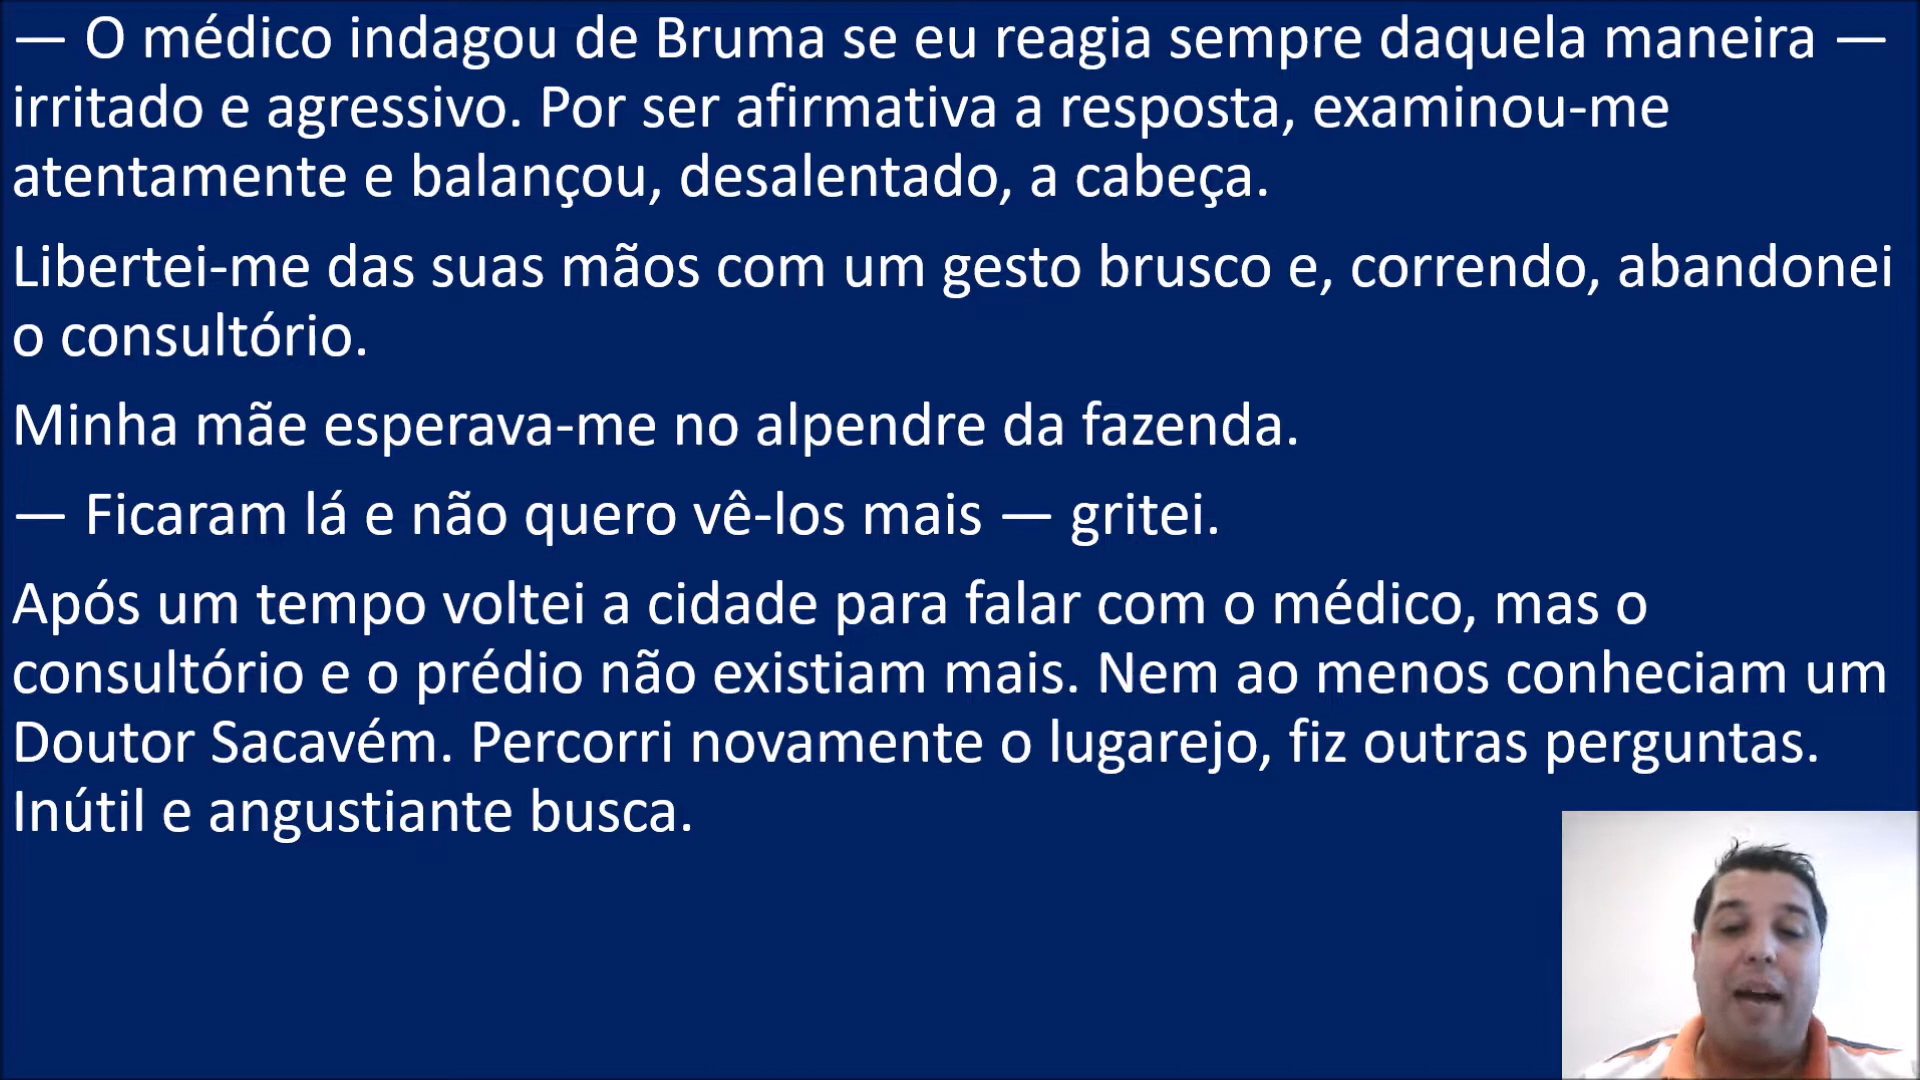 — O médico indagou de Bruma se eu reagia sempre daquela maneira —
irritado e agressivo. Por ser afirmativa a resposta, examinou-me
atentamente e balançou, desalentado, a cabeça.
Libertei-me das suas mãos com um gesto brusco e, correndo, abandonei
o consultório.
Minha mãe esperava-me no alpendre da fazenda.
— Ficaram lá e não quero vê-los mais — gritei.
Após um tempo voltei a cidade para falar com o médico, mas o
consultório e o prédio não existiam mais. Nem ao menos conheciam um
Doutor Sacavém. Percorri novamente o lugarejo, fiz outras perguntas.
Inútil e angustiante busca.